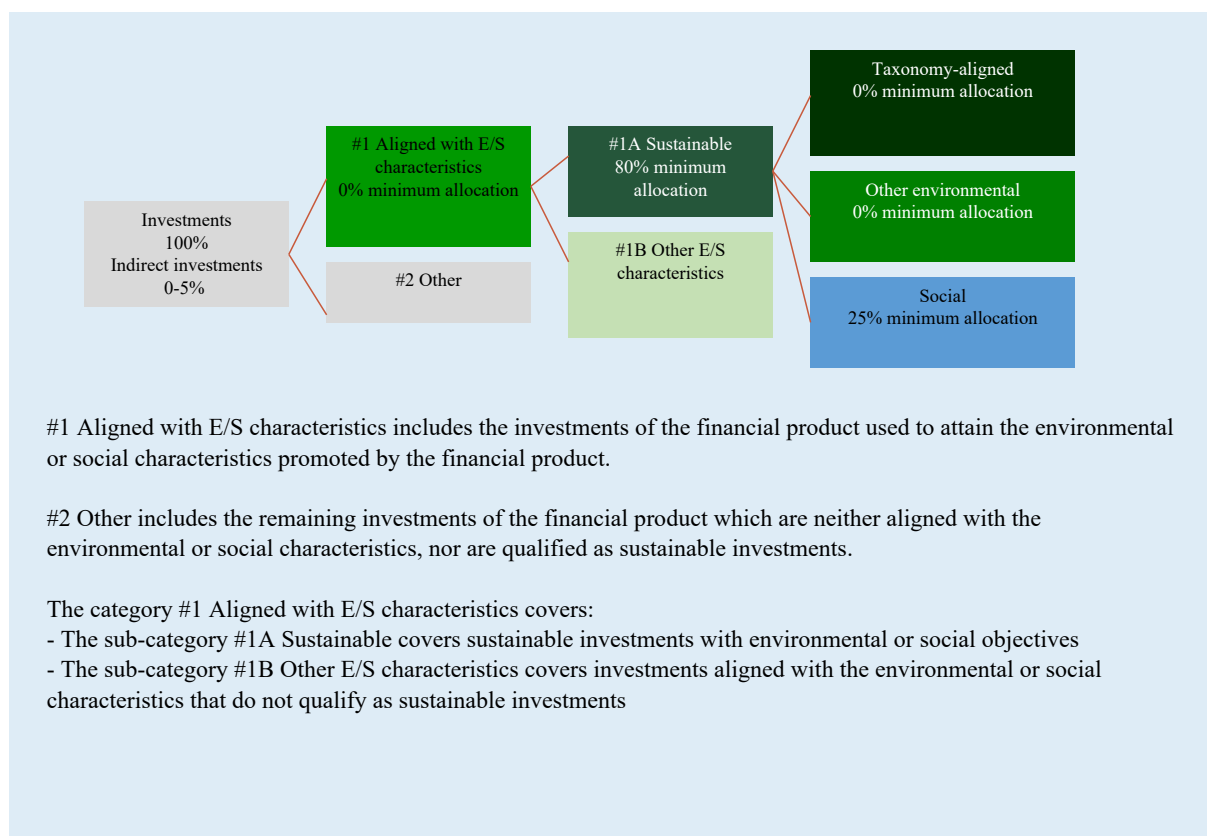 Investments
100%
Indirect investments
0-5%
#1 Aligned with E/S
characteristics
0% minimum allocation
#2 Other
#1A Sustainable
80% minimum
allocation
#1B Other E/S
characteristics
Taxonomy-aligned
0% minimum allocation
Other environmental
0% minimum allocation
Social
25% minimum allocation
#1 Aligned with E/S characteristics includes the investments of the financial product used to attain the environmental
or social characteristics promoted by the financial product.
#2 Other includes the remaining investments of the financial product which are neither aligned with the
environmental or social characteristics, nor are qualified as sustainable investments.
The category #1 Aligned with E/S characteristics covers:
- The sub-category #1A Sustainable covers sustainable investments with environmental or social objectives
- The sub-category #1B Other E/S characteristics covers investments aligned with the environmental or social
characteristics that do not qualify as sustainable investments